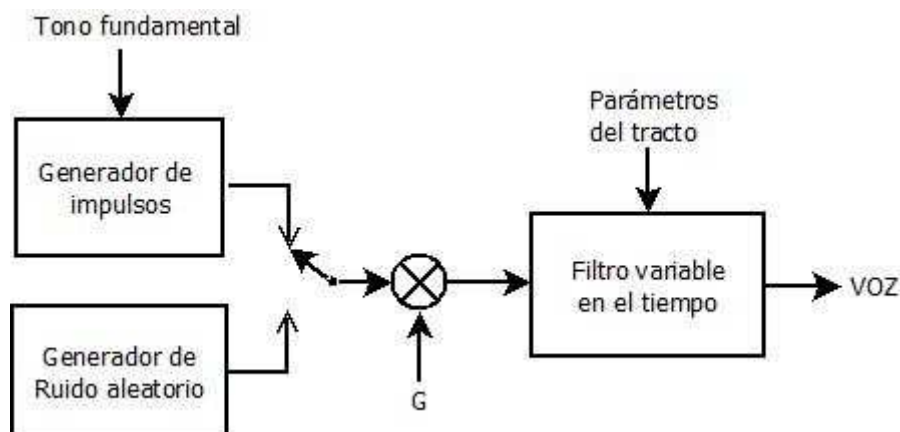 Tono fundamental
Generador de
impulsos
Parámetros
del tracto
Filtro variable
en el tiempo
VOZ
Generador de
Ruido aleatorio
G